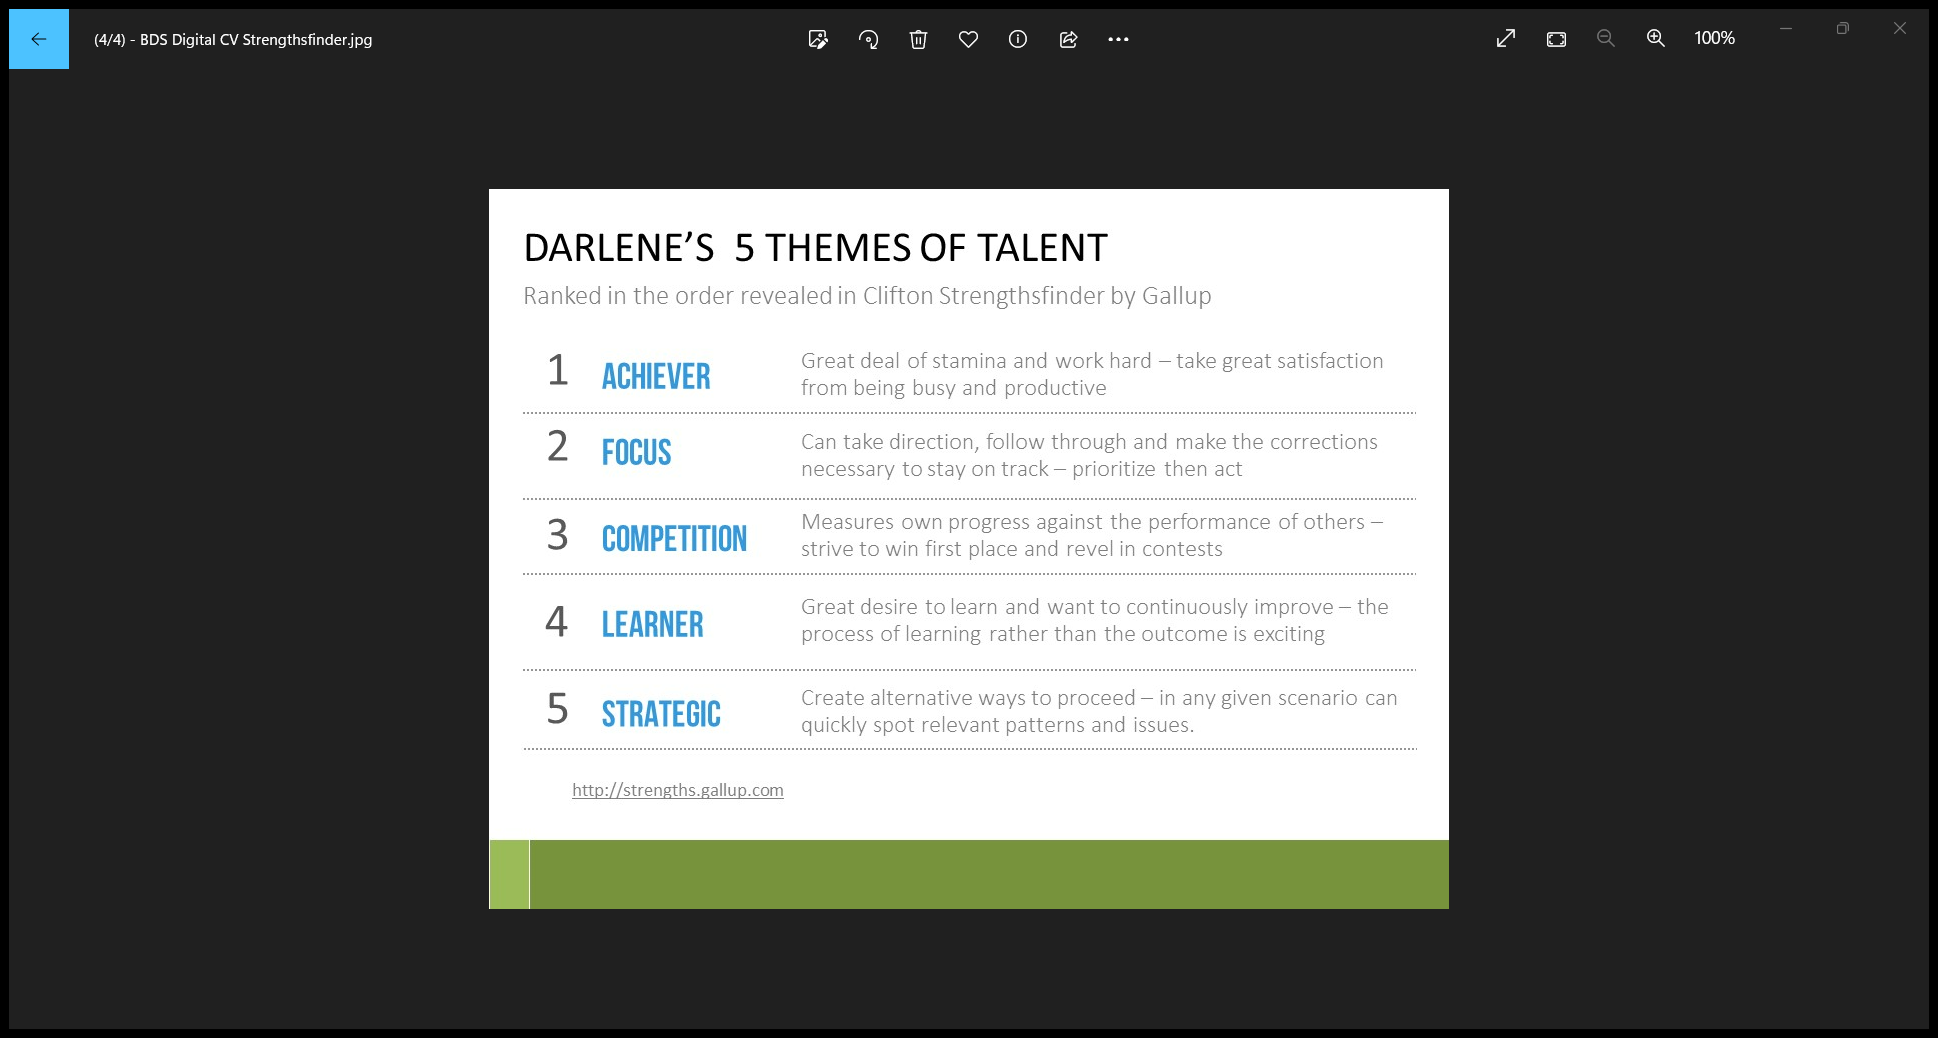 (4/4) - BDS Digital CV Strengthsfinder.jpg
100%
DARLENE’S  5 THEMES OF TALENT
Ranked in the order revealed in Clifton Strengthsfinder by Gallup
1 ACHIEVER
Great deal of stamina and work hard – take great satisfaction
from being busy and productive
2 FOCUS
Can take direction, follow through and make the corrections
necessary to stay on track – prioritize then act
3 COMPETITION
Measures own progress against the performance of others –
strive to win first place and revel in contests
4 LEARNER
Great desire to learn and want to continuously improve – the
process of learning rather than the outcome is exciting
5 STRATEGIC
Create alternative ways to proceed – in any given scenario can
quickly spot relevant patterns and issues.
http://strengths.gallup.com